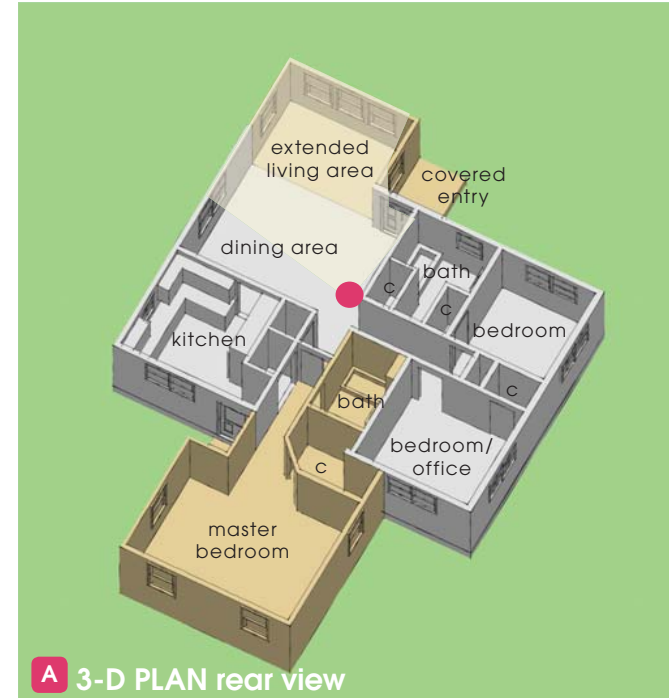 extended
living area
covered
entry
dining area
bath
c
c
kitchen
bedroom
bath
c
bedroom/
office
c
master
bedroom
A 3-D PLAN rear view